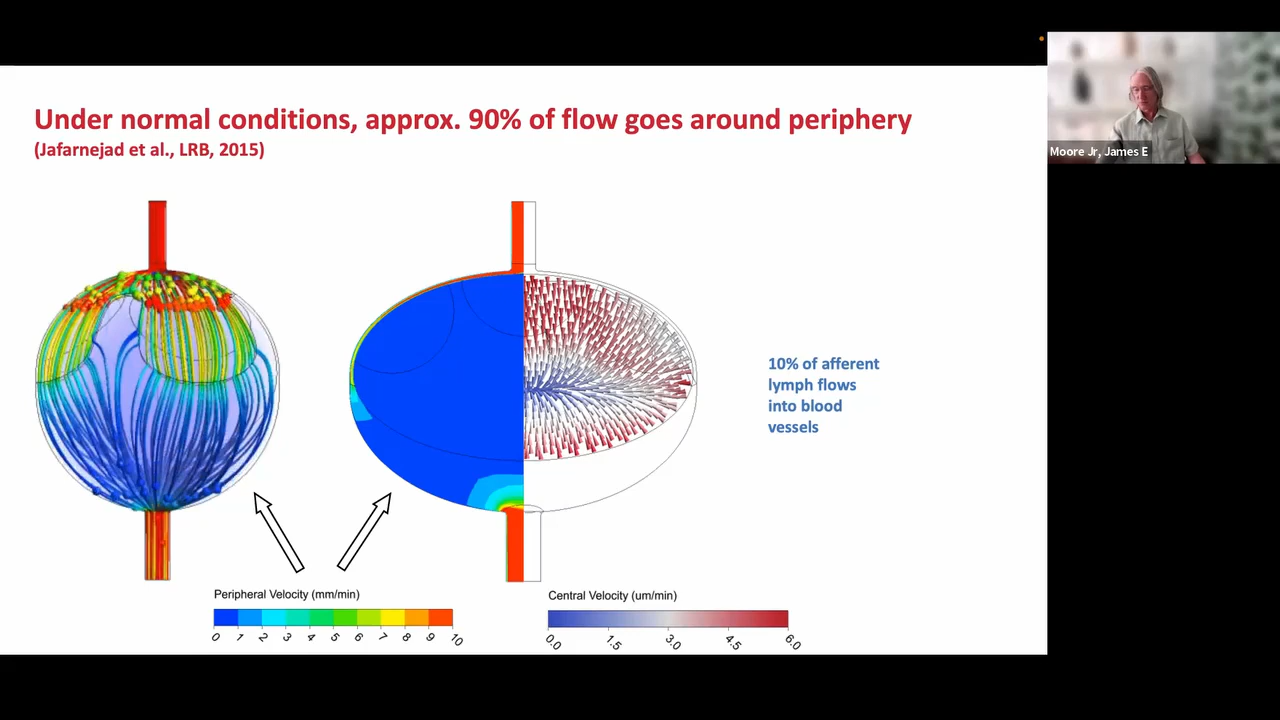 Under normal conditions, approx. 90% of flow goes around periphery
(Jafarnejad et al., LRB, 2015)
Moore Jr, James E
10% of afferent
lymph flows
into blood
vessels
Peripheral Velocity (mm/min)
0 1 2 3 4 5 6 7 8 9 10
Central Velocity (um/min)
0.0 1.5 3.0 4.5 6.0